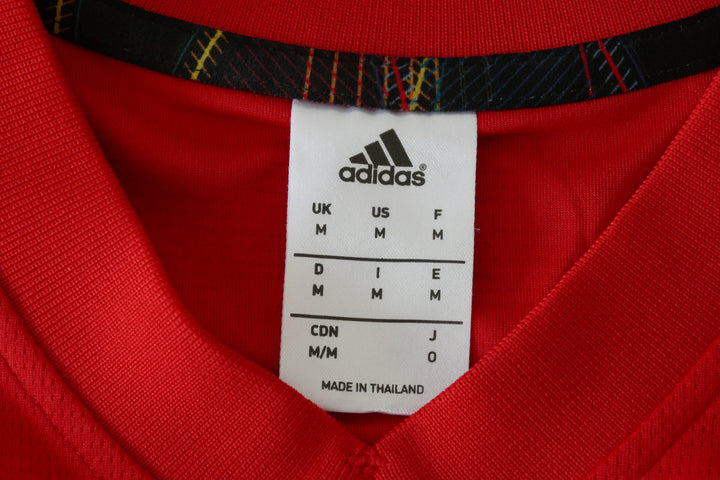 adidas®
UK US F
M M M
D I E
M M M
CDN J
M/M O
MADE IN THAILAND